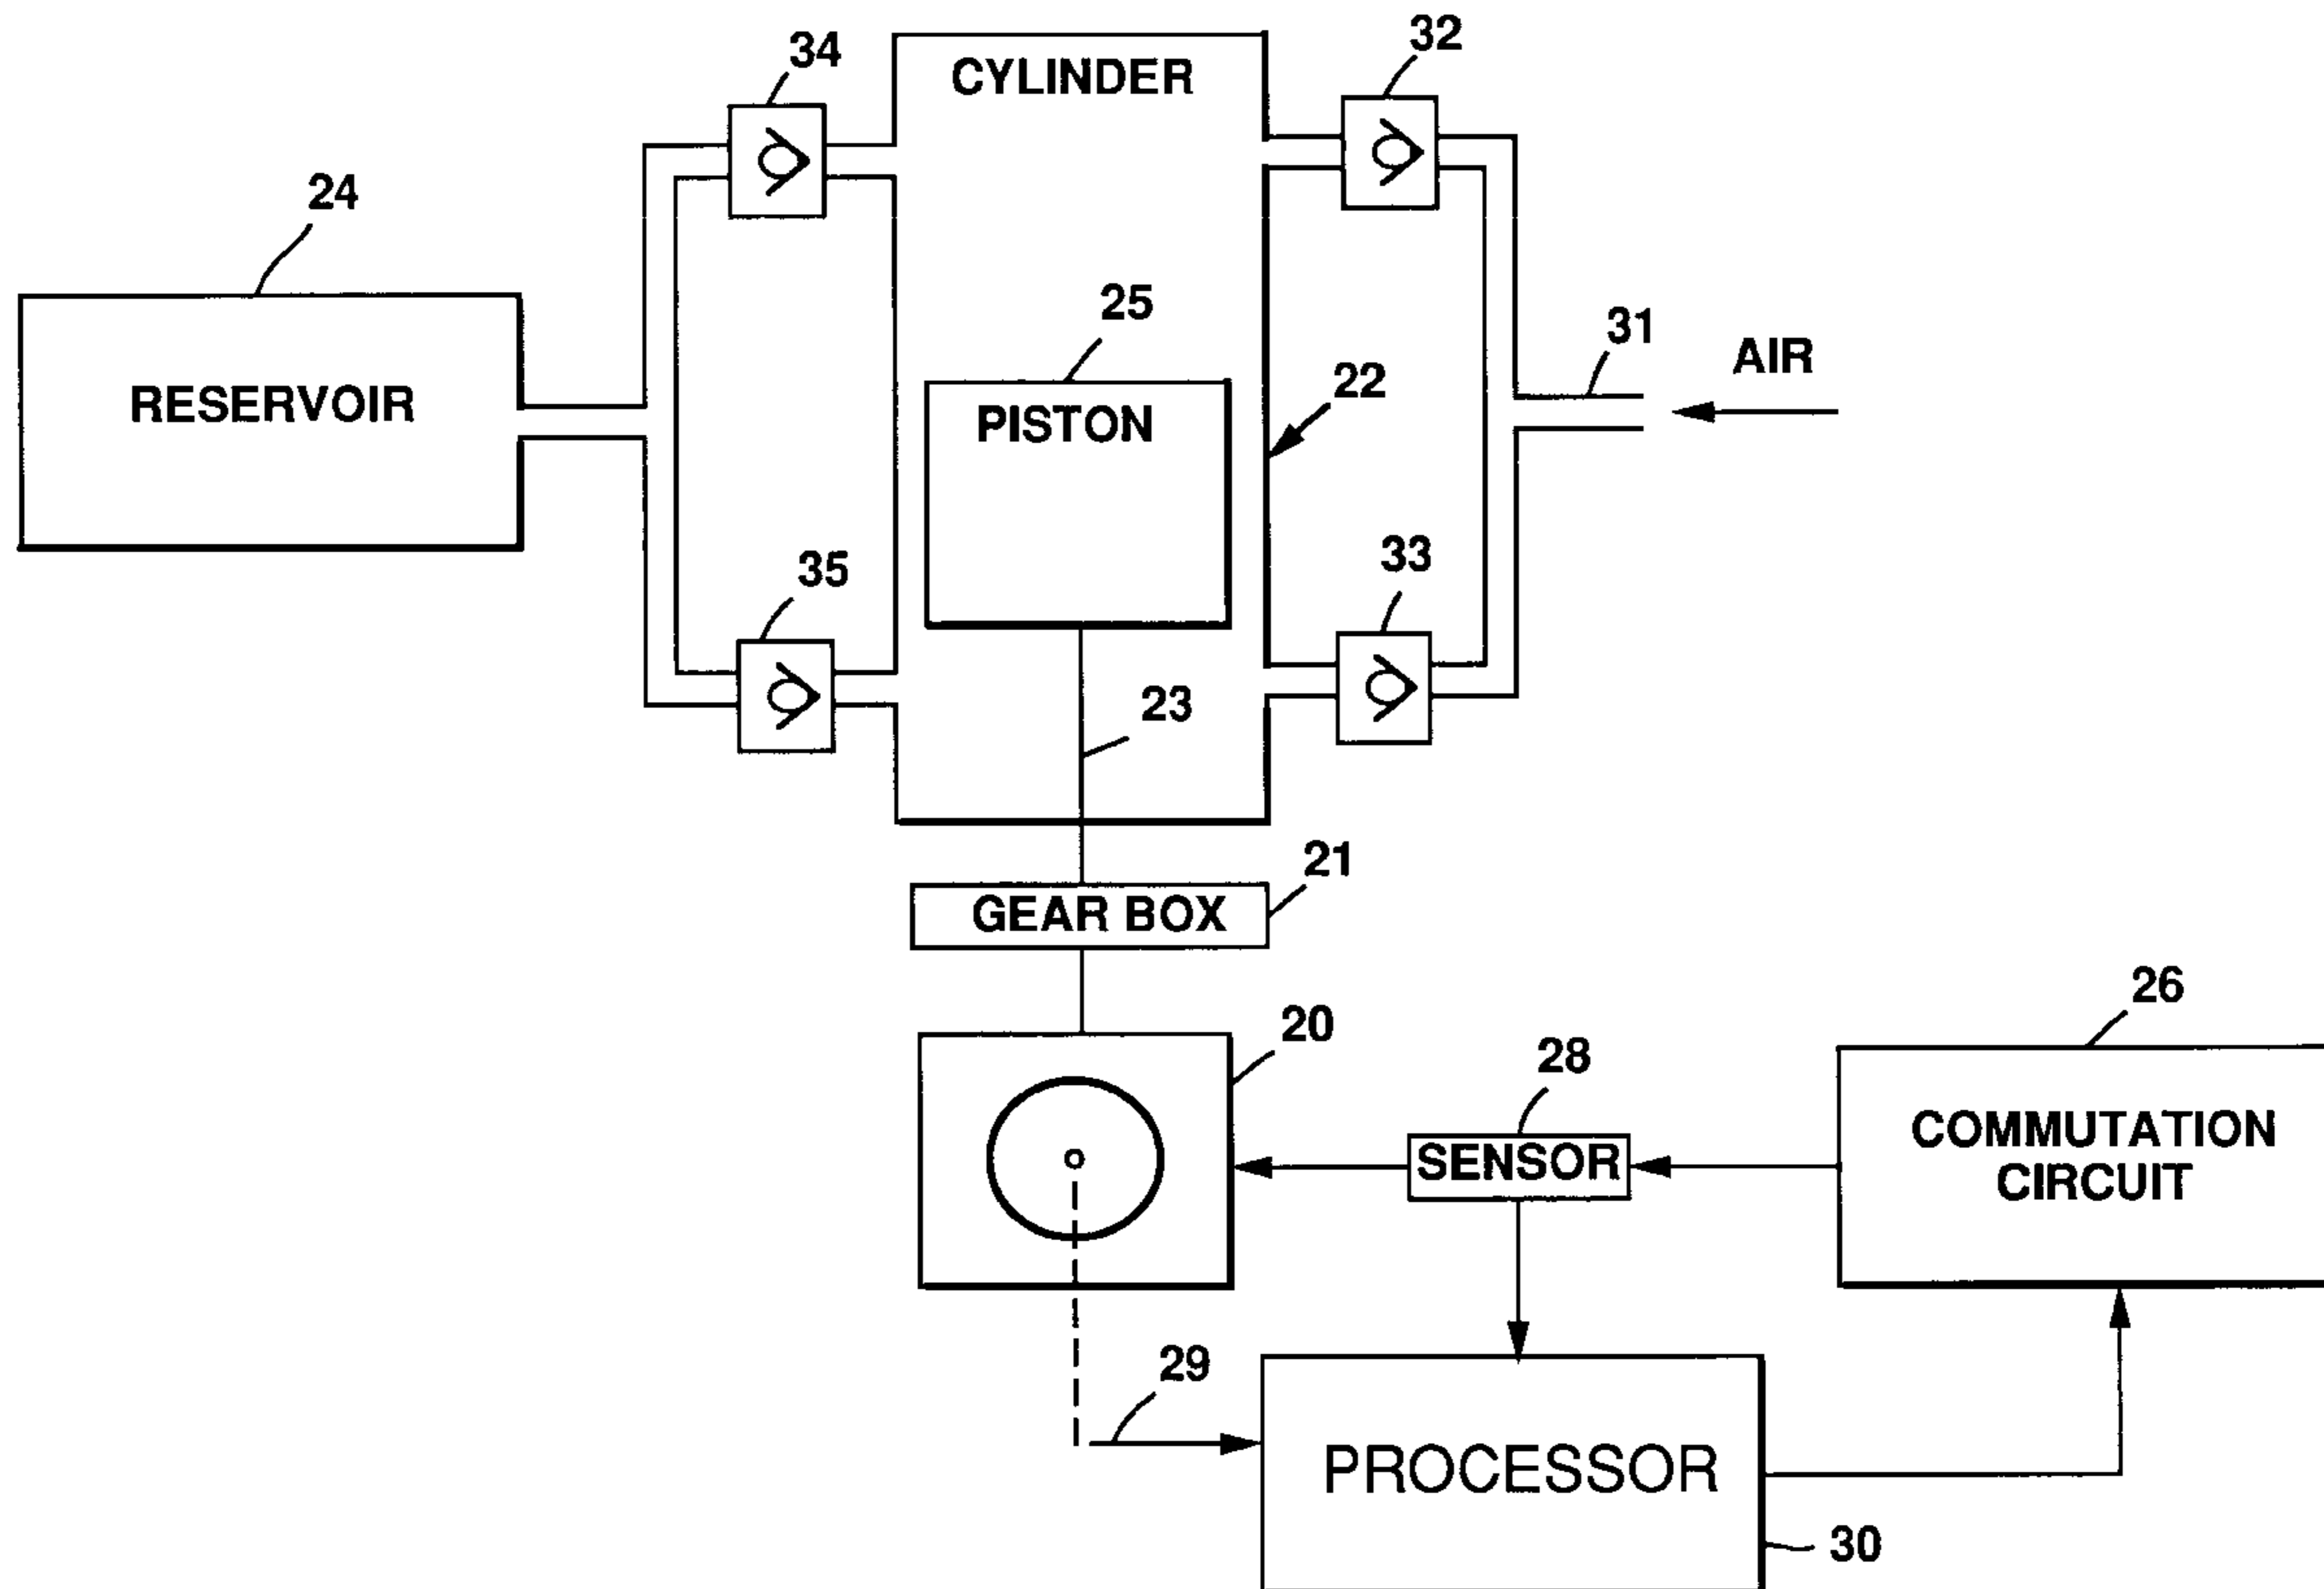 34
CYLINDER
32
24
25
31
AIR
RESERVOIR
PISTON
22
35
33
23
21
GEAR BOX
26
20
28
COMMUTATION
CIRCUIT
SENSOR
29
PROCESSOR
30